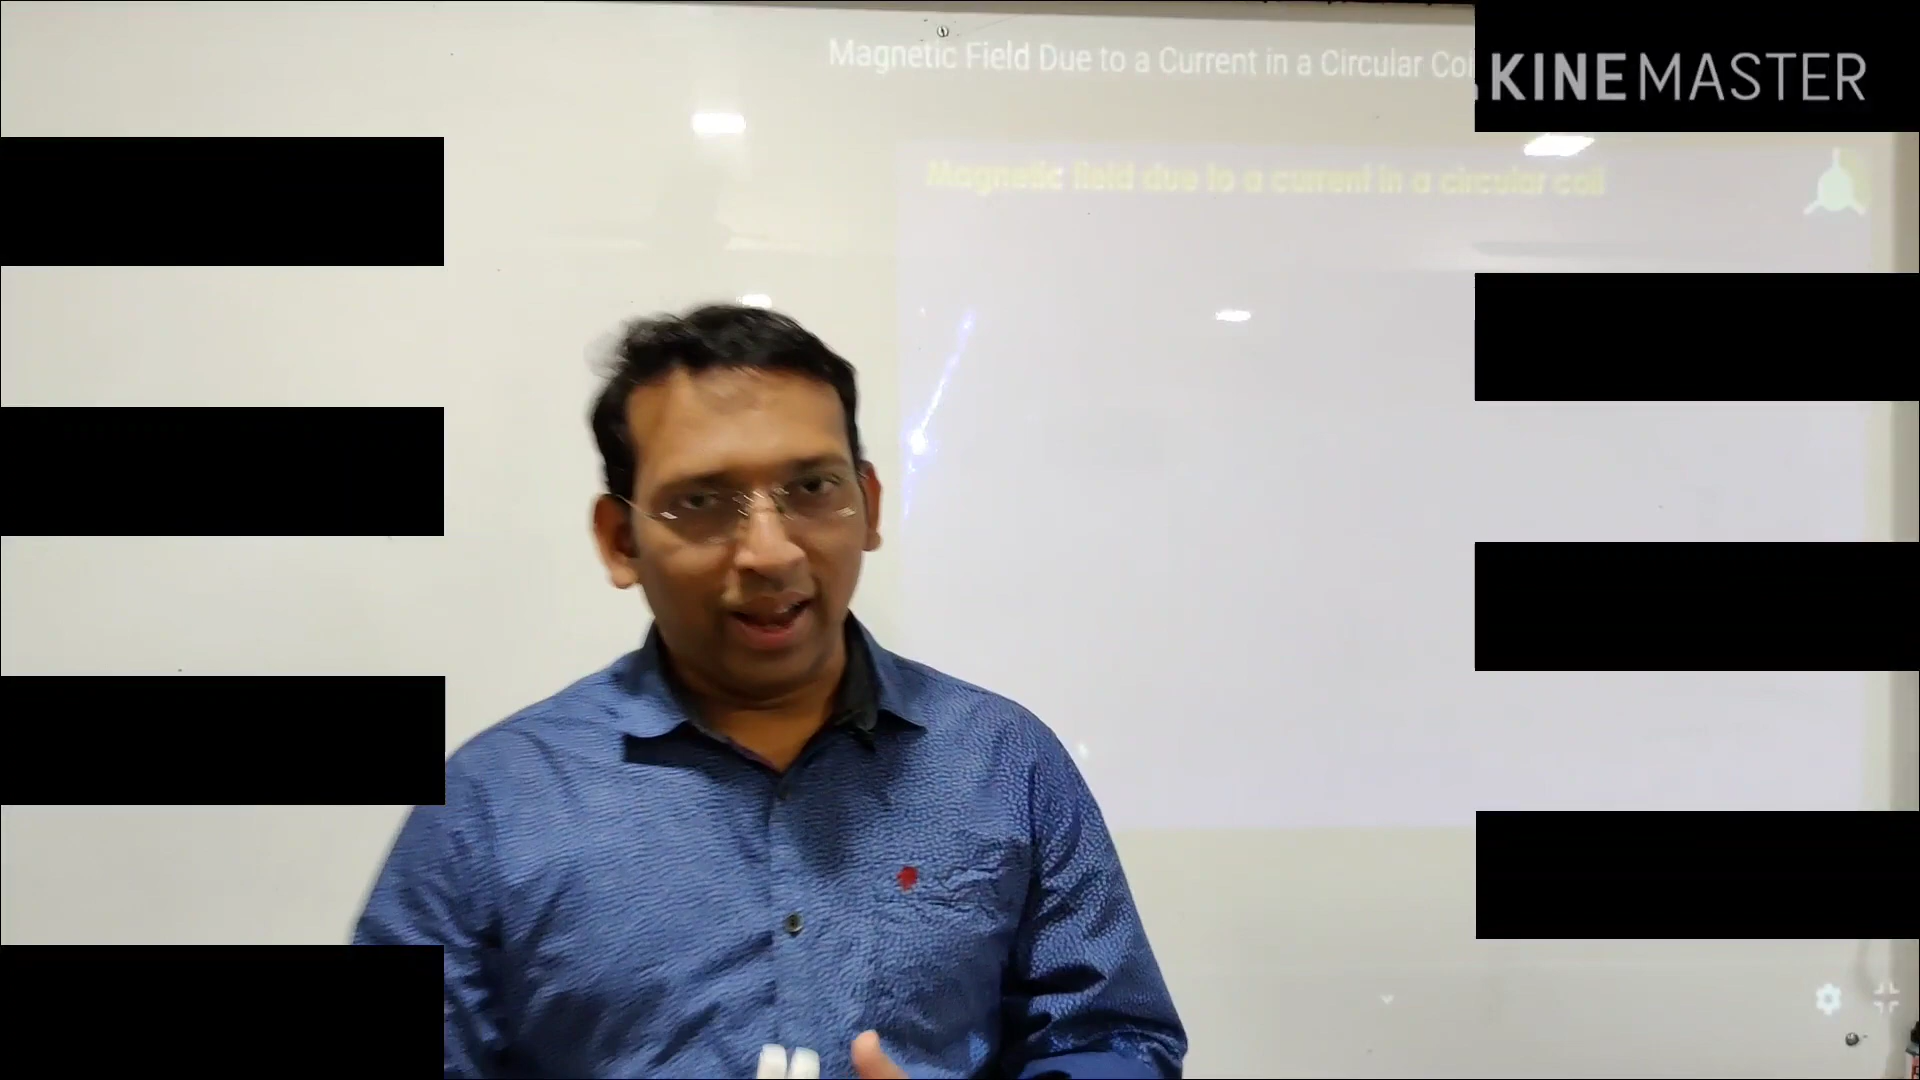 Magnetic Field Due to a Current in a Circular Coi
KINEMASTER
Magnetic field due to a current in a circular coil